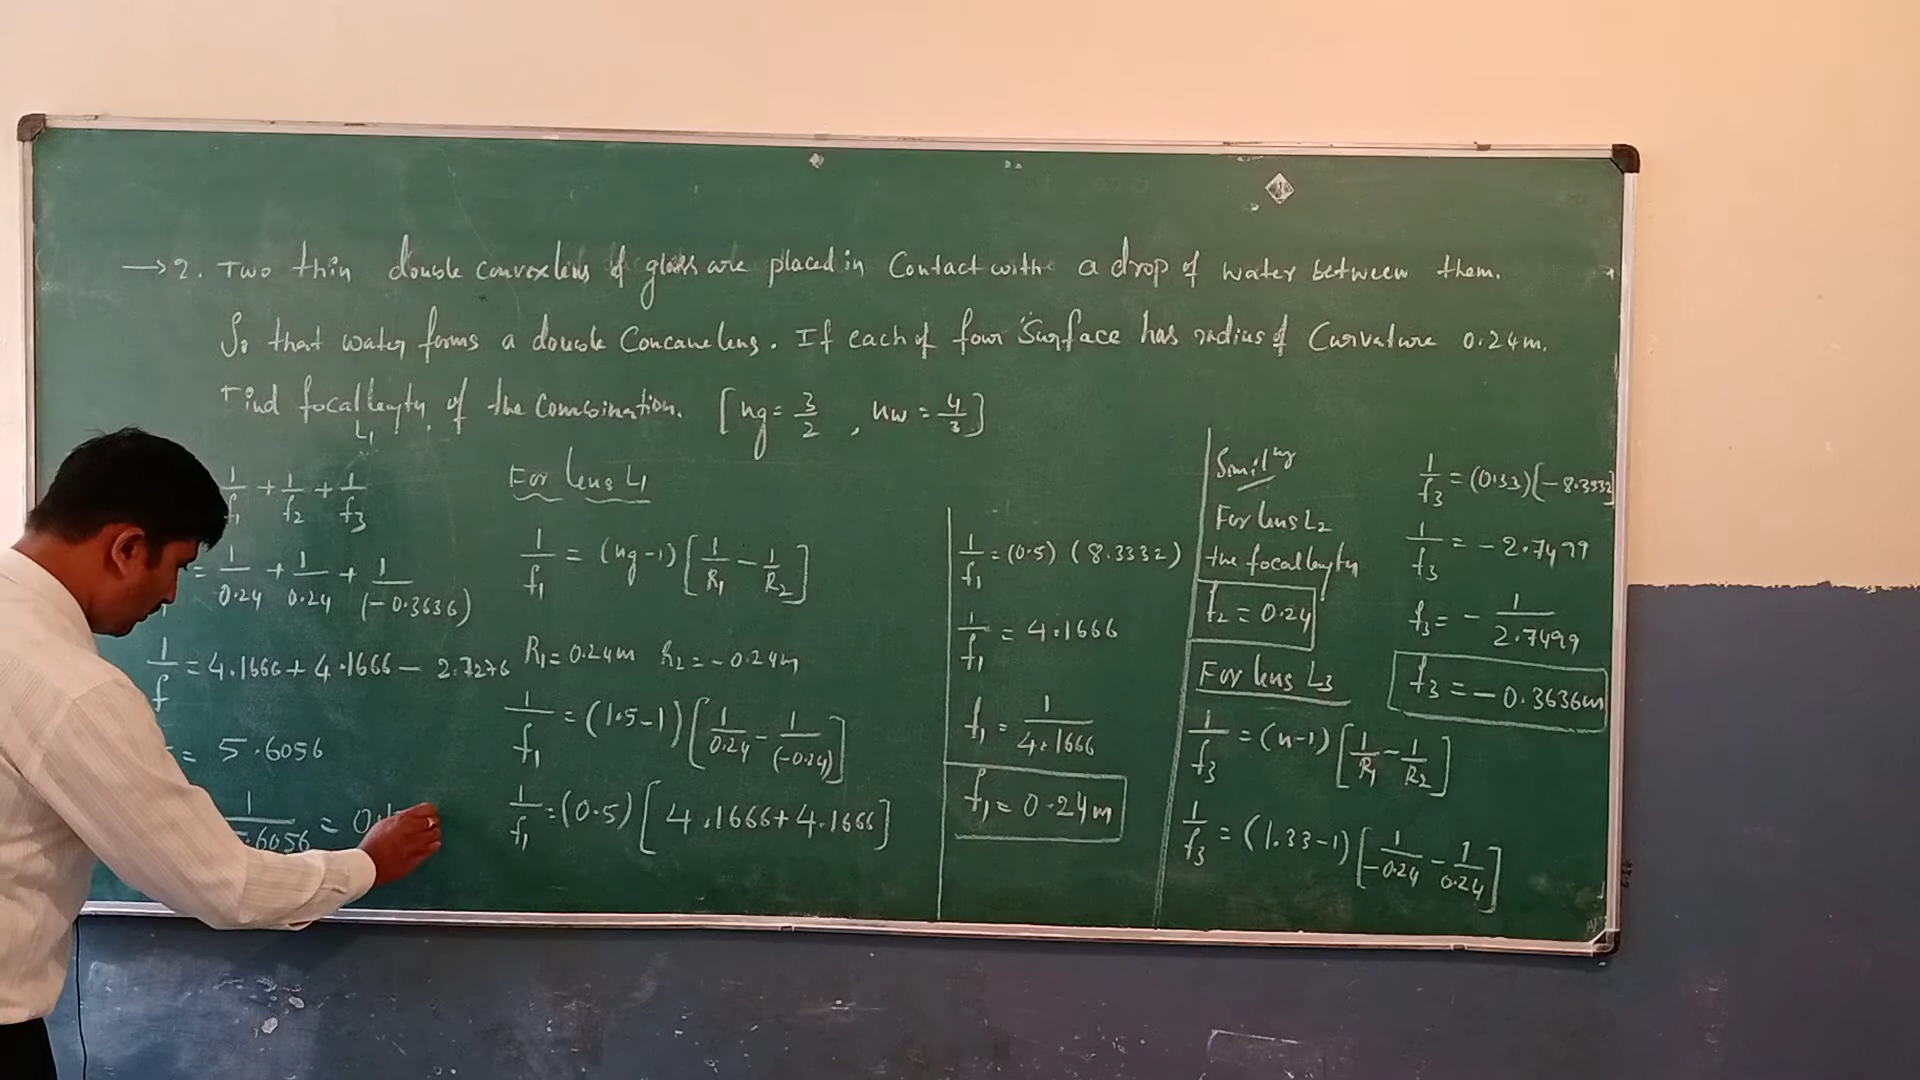 → 2. Two thin double convex lens of glass are placed in Contact with a drop of water between them.
So that water forms a double Concave lens. If each of four Surface has radius of Curvature 0.24m.
Find focal length of the Combination. [ng = 3/2 , nw = 4/3]
L1
1/f1 + 1/f2 + 1/f3
= 1/0.24 + 1/0.24 + 1/(-0.3636)
1/f = 4.1666 + 4.1666 - 2.7276
= 5.6056
1/5.6056 = 0.1
For lens L1
1/f1 = (ng - 1) [1/R1 - 1/R2]
R1 = 0.24m R2 = - 0.24m
1/f1 = (1.5 - 1) [1/0.24 - 1/(-0.24)]
1/f1 = (0.5) [4.1666 + 4.1666]
1/f1 = (0.5) (8.3332)
1/f1 = 4.1666
f1 = 1/4.1666
f1 = 0.24m
For lens L2
the focal length
f2 = 0.24
For lens L3
1/f3 = (n - 1) [1/R1 - 1/R2]
1/f3 = (1.33 - 1) [1/-0.24 - 1/0.24]
1/f3 = (0.33) [- 8.3332]
1/f3 = - 2.7499
f3 = - 1/2.7499
f3 = - 0.3636m